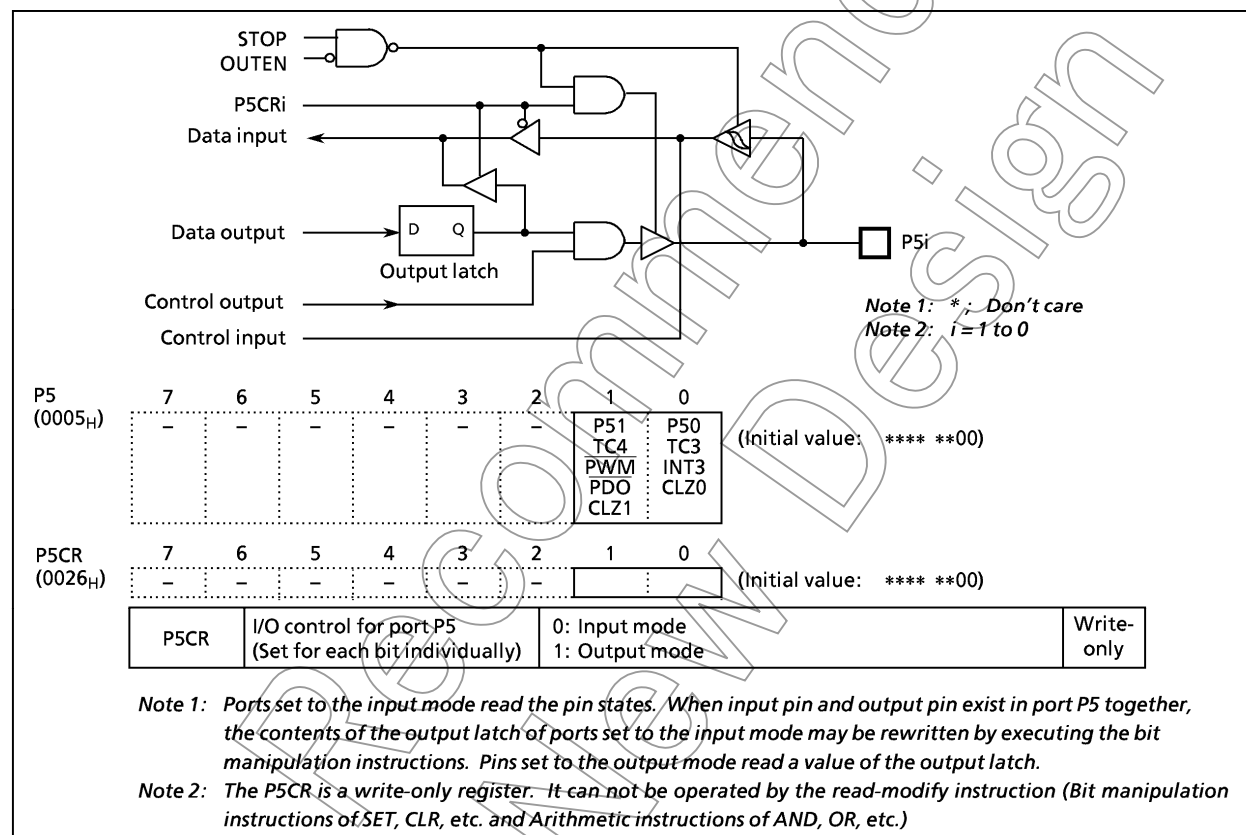 STOP
OUTEN
P5CRi
Data input
Data output
D Q
Output latch
Control output
Control input
P5i
Note 1: * ; Don't care
Note 2: i = 1 to 0
P5
(0005H)
7 6 5 4 3 2 1 0
– – – – – – P51 P50
TC4 TC3
PWM INT3
PDO CLZ0
CLZ1
(Initial value: **** **00)
P5CR
(0026H)
7 6 5 4 3 2 1 0
– – – – – –
(Initial value: **** **00)
P5CR
I/O control for port P5
(Set for each bit individually)
0: Input mode
1: Output mode
Write-
only
Note 1: Ports set to the input mode read the pin states. When input pin and output pin exist in port P5 together,
the contents of the output latch of ports set to the input mode may be rewritten by executing the bit
manipulation instructions. Pins set to the output mode read a value of the output latch.
Note 2: The P5CR is a write-only register. It can not be operated by the read-modify instruction (Bit manipulation
instructions of SET, CLR, etc. and Arithmetic instructions of AND, OR, etc.)
Recommend
New Design